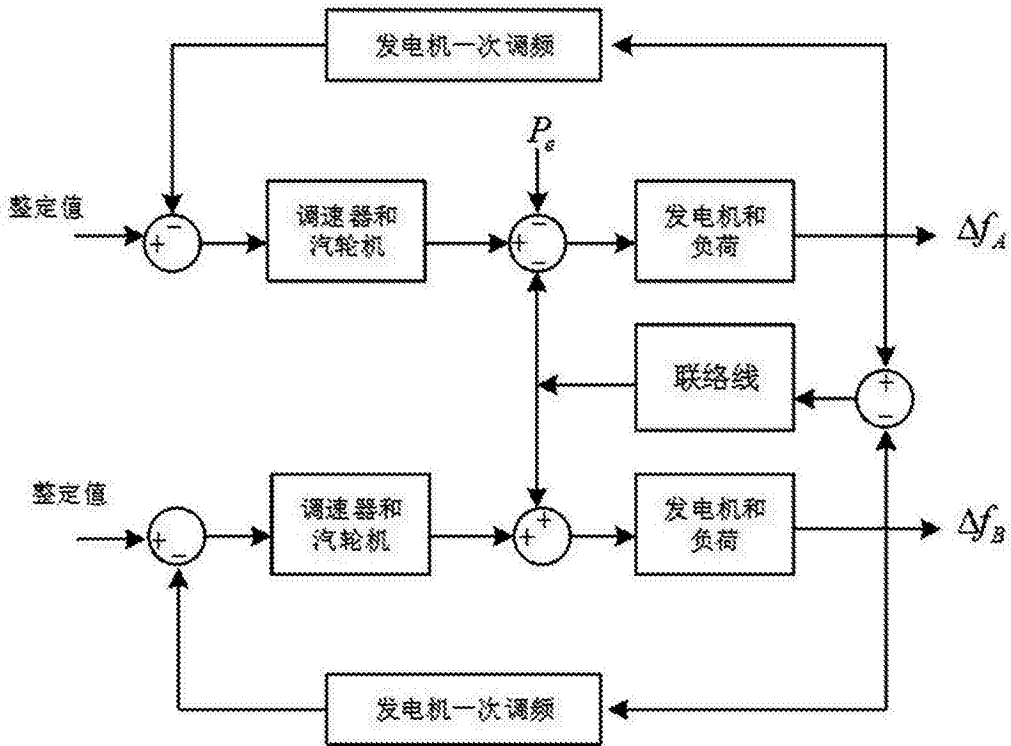 发电机一次调频
P_e
整定值
调速器和
汽轮机
发电机和
负荷
Δf_A
+
−
+
−
−
联络线
+
−
整定值
调速器和
汽轮机
发电机和
负荷
Δf_B
+
−
+
+
发电机一次调频